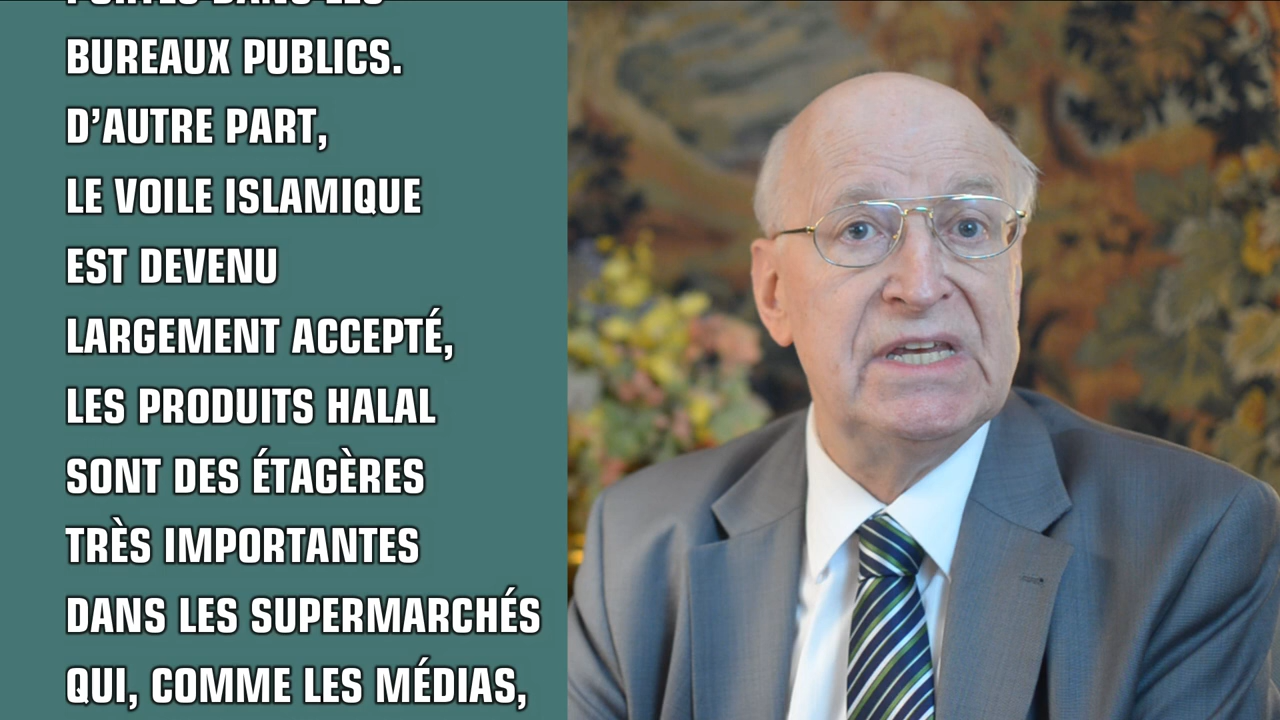 BUREAUX PUBLICS.
D'AUTRE PART,
LE VOILE ISLAMIQUE
EST DEVENU
LARGEMENT ACCEPTÉ,
LES PRODUITS HALAL
SONT DES ÉTAGÈRES
TRÈS IMPORTANTES
DANS LES SUPERMARCHÉS
QUI, COMME LES MÉDIAS,